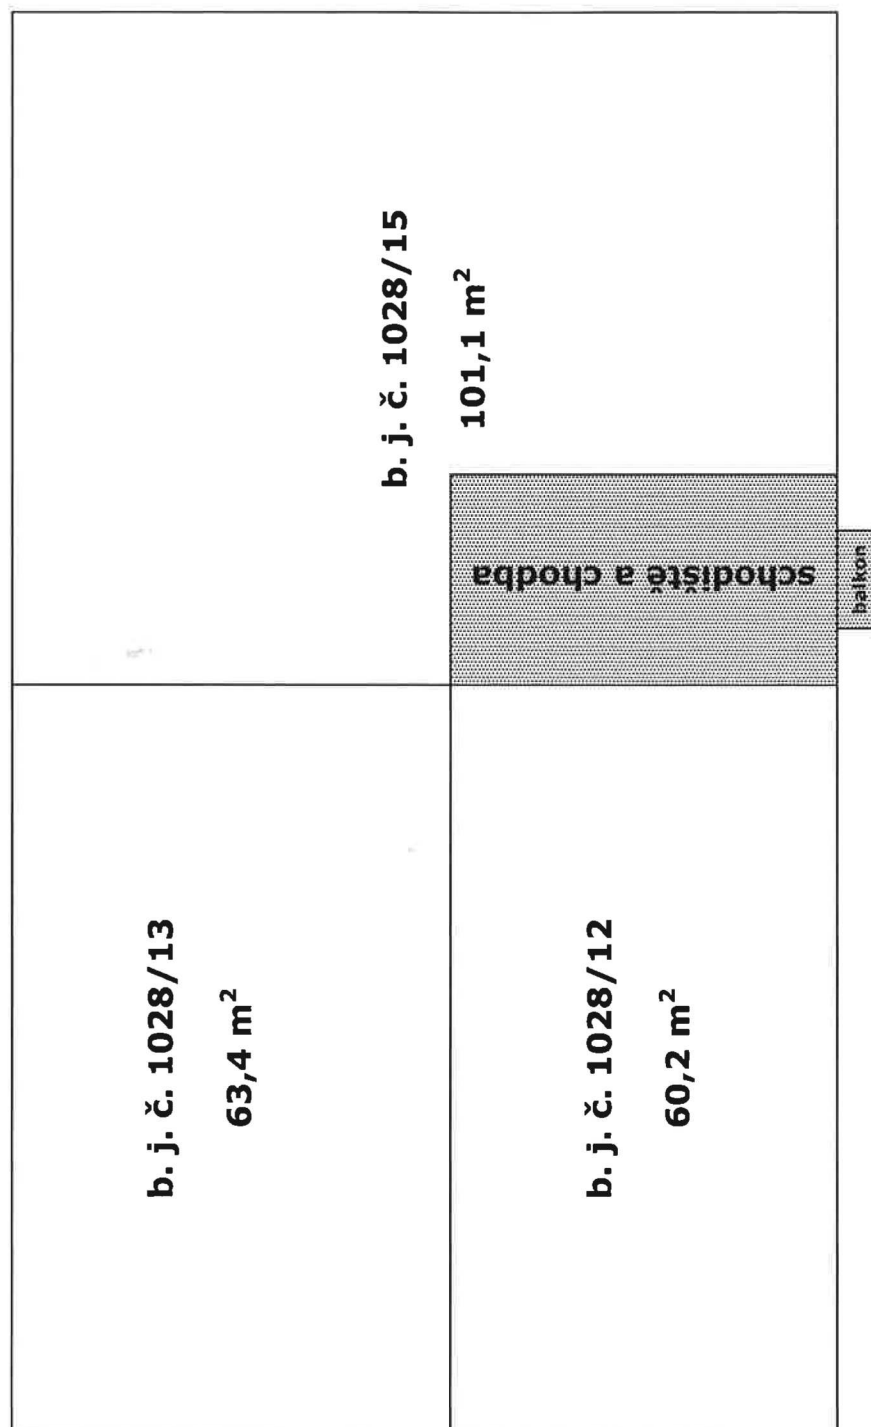 b. j. č. 1028/15
101,1 m²
schodiště a chodba
balkon
b. j. č. 1028/13
63,4 m²
b. j. č. 1028/12
60,2 m²